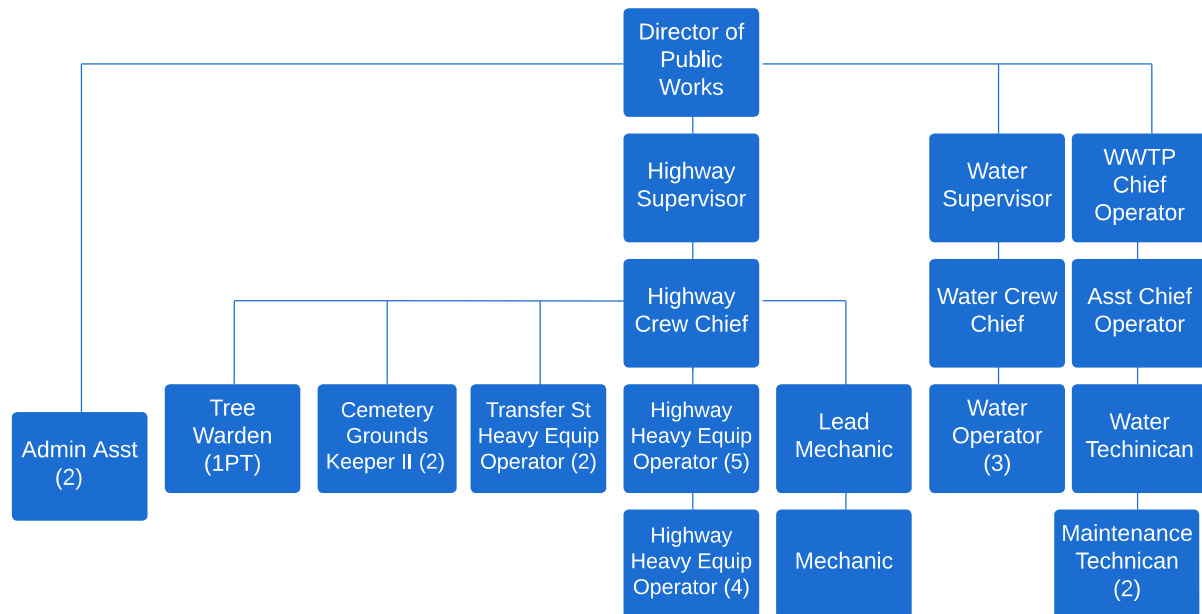 Director of
Public
Works
Highway
Supervisor
Water
Supervisor
WWTP
Chief
Operator
Highway
Crew Chief
Water Crew
Chief
Asst Chief
Operator
Admin Asst
(2)
Tree
Warden
(1PT)
Cemetery
Grounds
Keeper II (2)
Transfer St
Heavy Equip
Operator (2)
Highway
Heavy Equip
Operator (5)
Lead
Mechanic
Water
Operator
(3)
Water
Techinican
Highway
Heavy Equip
Operator (4)
Mechanic
Maintenance
Technican
(2)